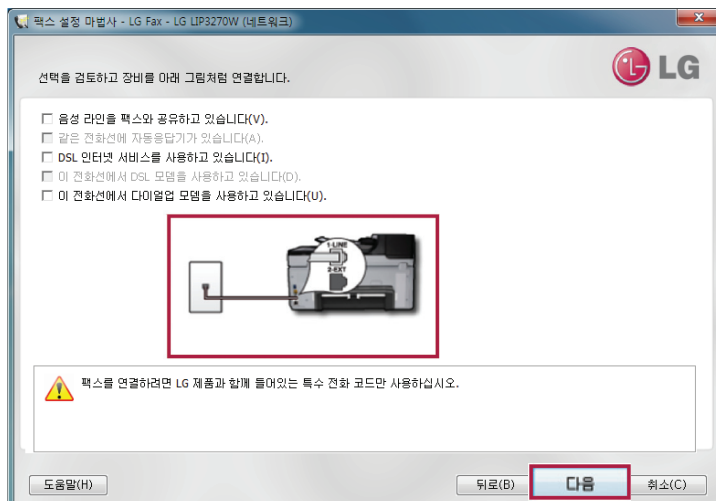 팩스 설정 마법사 - LG Fax - LG LIP3270W (네트워크)
LG
선택을 검토하고 장비를 아래 그림처럼 연결합니다.
음성 라인을 팩스와 공유하고 있습니다(V).
같은 전화선에 자동응답기가 있습니다(A).
DSL 인터넷 서비스를 사용하고 있습니다(I).
이 전화선에서 DSL 모뎀을 사용하고 있습니다(D).
이 전화선에서 다이얼업 모뎀을 사용하고 있습니다(U).
1-LINE
2-EXT
팩스를 연결하려면 LG 제품과 함께 들어있는 특수 전화 코드만 사용하십시오.
도움말(H) 뒤로(B) 다음 취소(C)